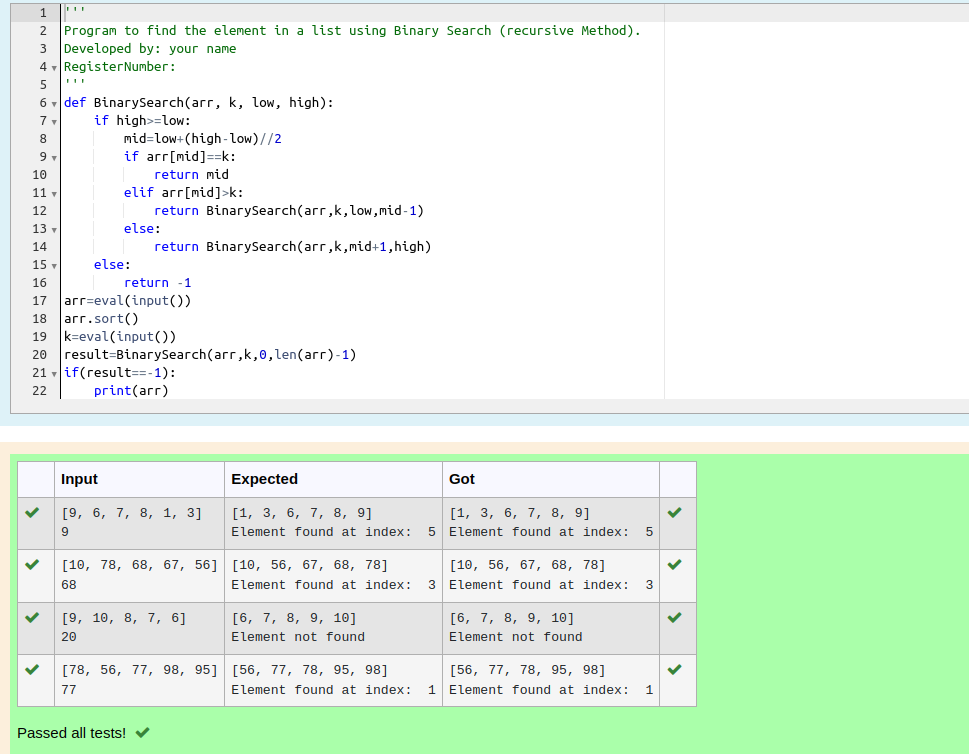 1 '''
2 Program to find the element in a list using Binary Search (recursive Method).
3 Developed by: your name
4 RegisterNumber:
5 '''
6 def BinarySearch(arr, k, low, high):
7     if high>=low:
8         mid=low+(high-low)//2
9         if arr[mid]==k:
10             return mid
11         elif arr[mid]>k:
12             return BinarySearch(arr,k,low,mid-1)
13         else:
14             return BinarySearch(arr,k,mid+1,high)
15     else:
16         return -1
17 arr=eval(input())
18 arr.sort()
19 k=eval(input())
20 result=BinarySearch(arr,k,0,len(arr)-1)
21 if(result==-1):
22     print(arr)
Input Expected Got
[9, 6, 7, 8, 1, 3] [1, 3, 6, 7, 8, 9] [1, 3, 6, 7, 8, 9]
9 Element found at index:  5 Element found at index:  5
[10, 78, 68, 67, 56] [10, 56, 67, 68, 78] [10, 56, 67, 68, 78]
68 Element found at index:  3 Element found at index:  3
[9, 10, 8, 7, 6] [6, 7, 8, 9, 10] [6, 7, 8, 9, 10]
20 Element not found Element not found
[78, 56, 77, 98, 95] [56, 77, 78, 95, 98] [56, 77, 78, 95, 98]
77 Element found at index:  1 Element found at index:  1
Passed all tests!